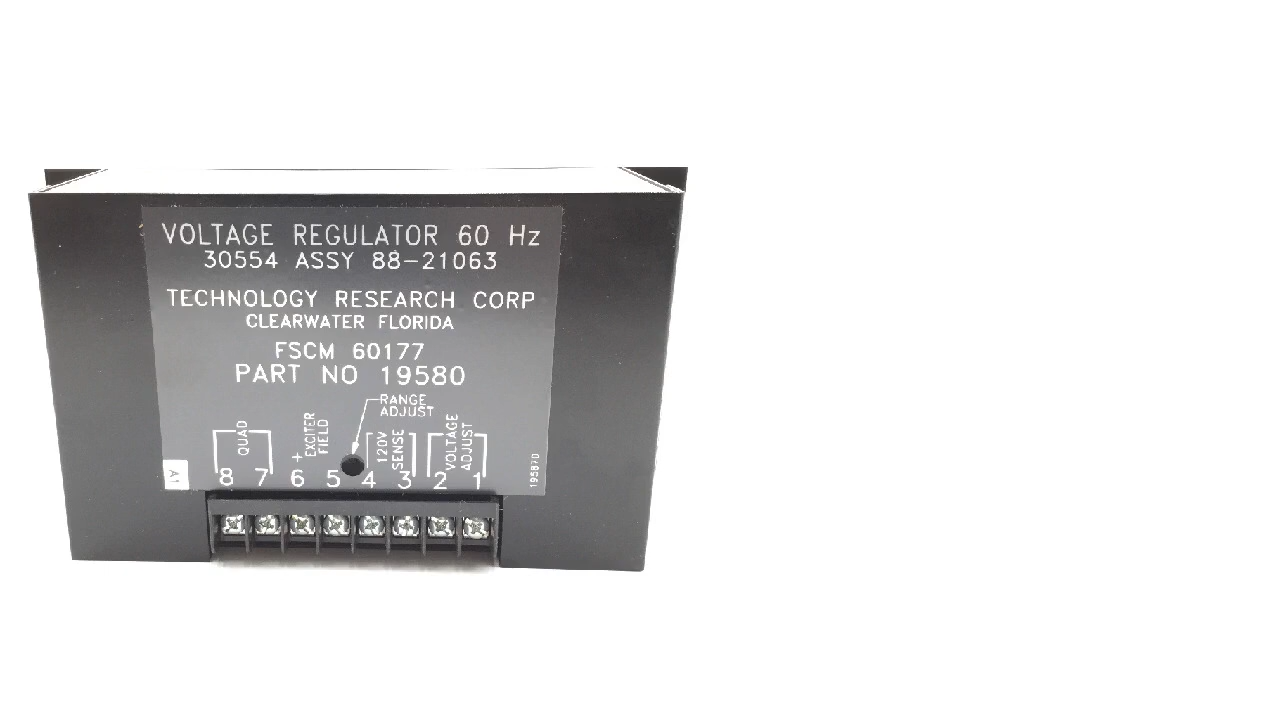 VOLTAGE REGULATOR 60 Hz
30554 ASSY 88-21063
TECHNOLOGY RESEARCH CORP
CLEARWATER FLORIDA
FSCM 60177
PART NO 19580
RANGE
ADJUST
QUAD
+
EXCITER
FIELD
120V
SENSE
VOLTAGE
ADJUST
8 7 6 5 4 3 2 1
A1
19587D